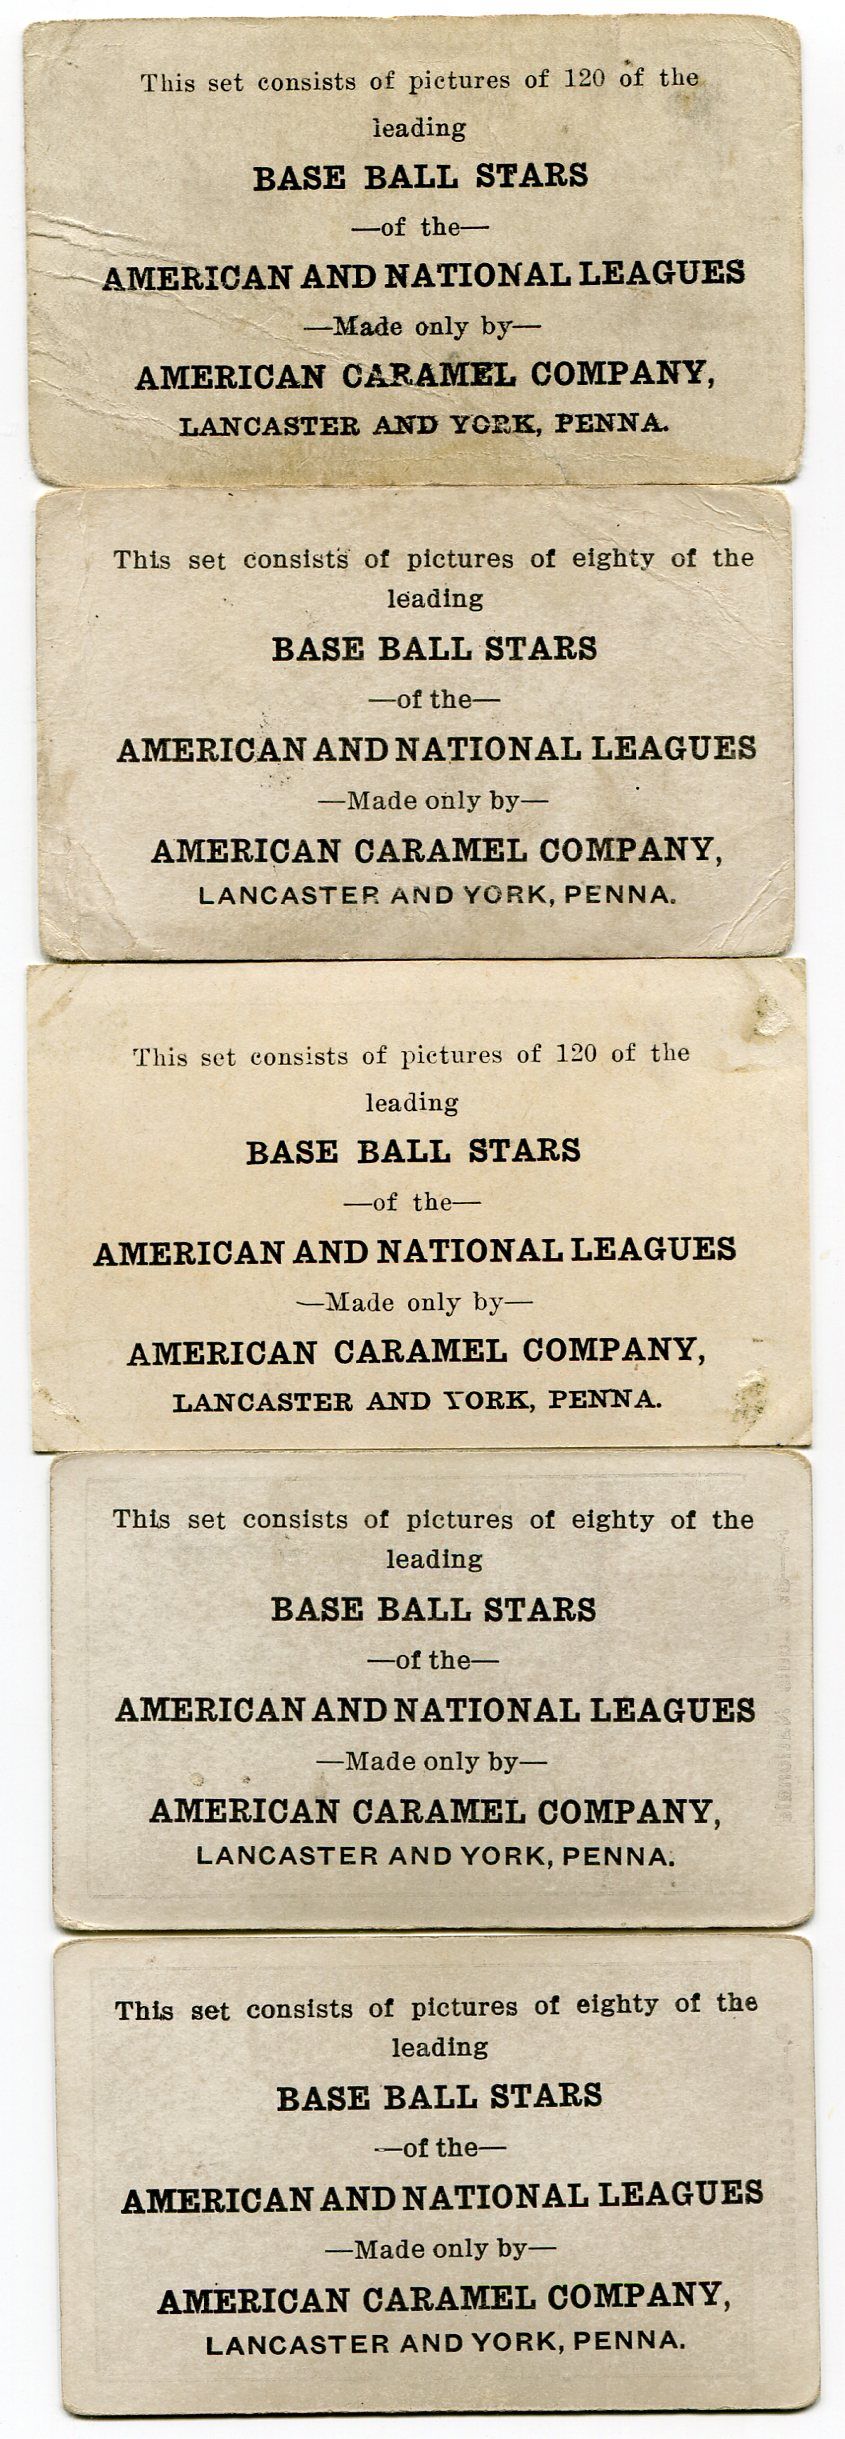 This set consists of pictures of 120 of the
leading
BASE BALL STARS
—of the—
AMERICAN AND NATIONAL LEAGUES
—Made only by—
AMERICAN CARAMEL COMPANY,
LANCASTER AND YORK, PENNA.
This set consists of pictures of eighty of the
leading
BASE BALL STARS
—of the—
AMERICAN AND NATIONAL LEAGUES
—Made only by—
AMERICAN CARAMEL COMPANY,
LANCASTER AND YORK, PENNA.
This set consists of pictures of 120 of the
leading
BASE BALL STARS
—of the—
AMERICAN AND NATIONAL LEAGUES
—Made only by—
AMERICAN CARAMEL COMPANY,
LANCASTER AND YORK, PENNA.
This set consists of pictures of eighty of the
leading
BASE BALL STARS
—of the—
AMERICAN AND NATIONAL LEAGUES
—Made only by—
AMERICAN CARAMEL COMPANY,
LANCASTER AND YORK, PENNA.
This set consists of pictures of eighty of the
leading
BASE BALL STARS
—of the—
AMERICAN AND NATIONAL LEAGUES
—Made only by—
AMERICAN CARAMEL COMPANY,
LANCASTER AND YORK, PENNA.